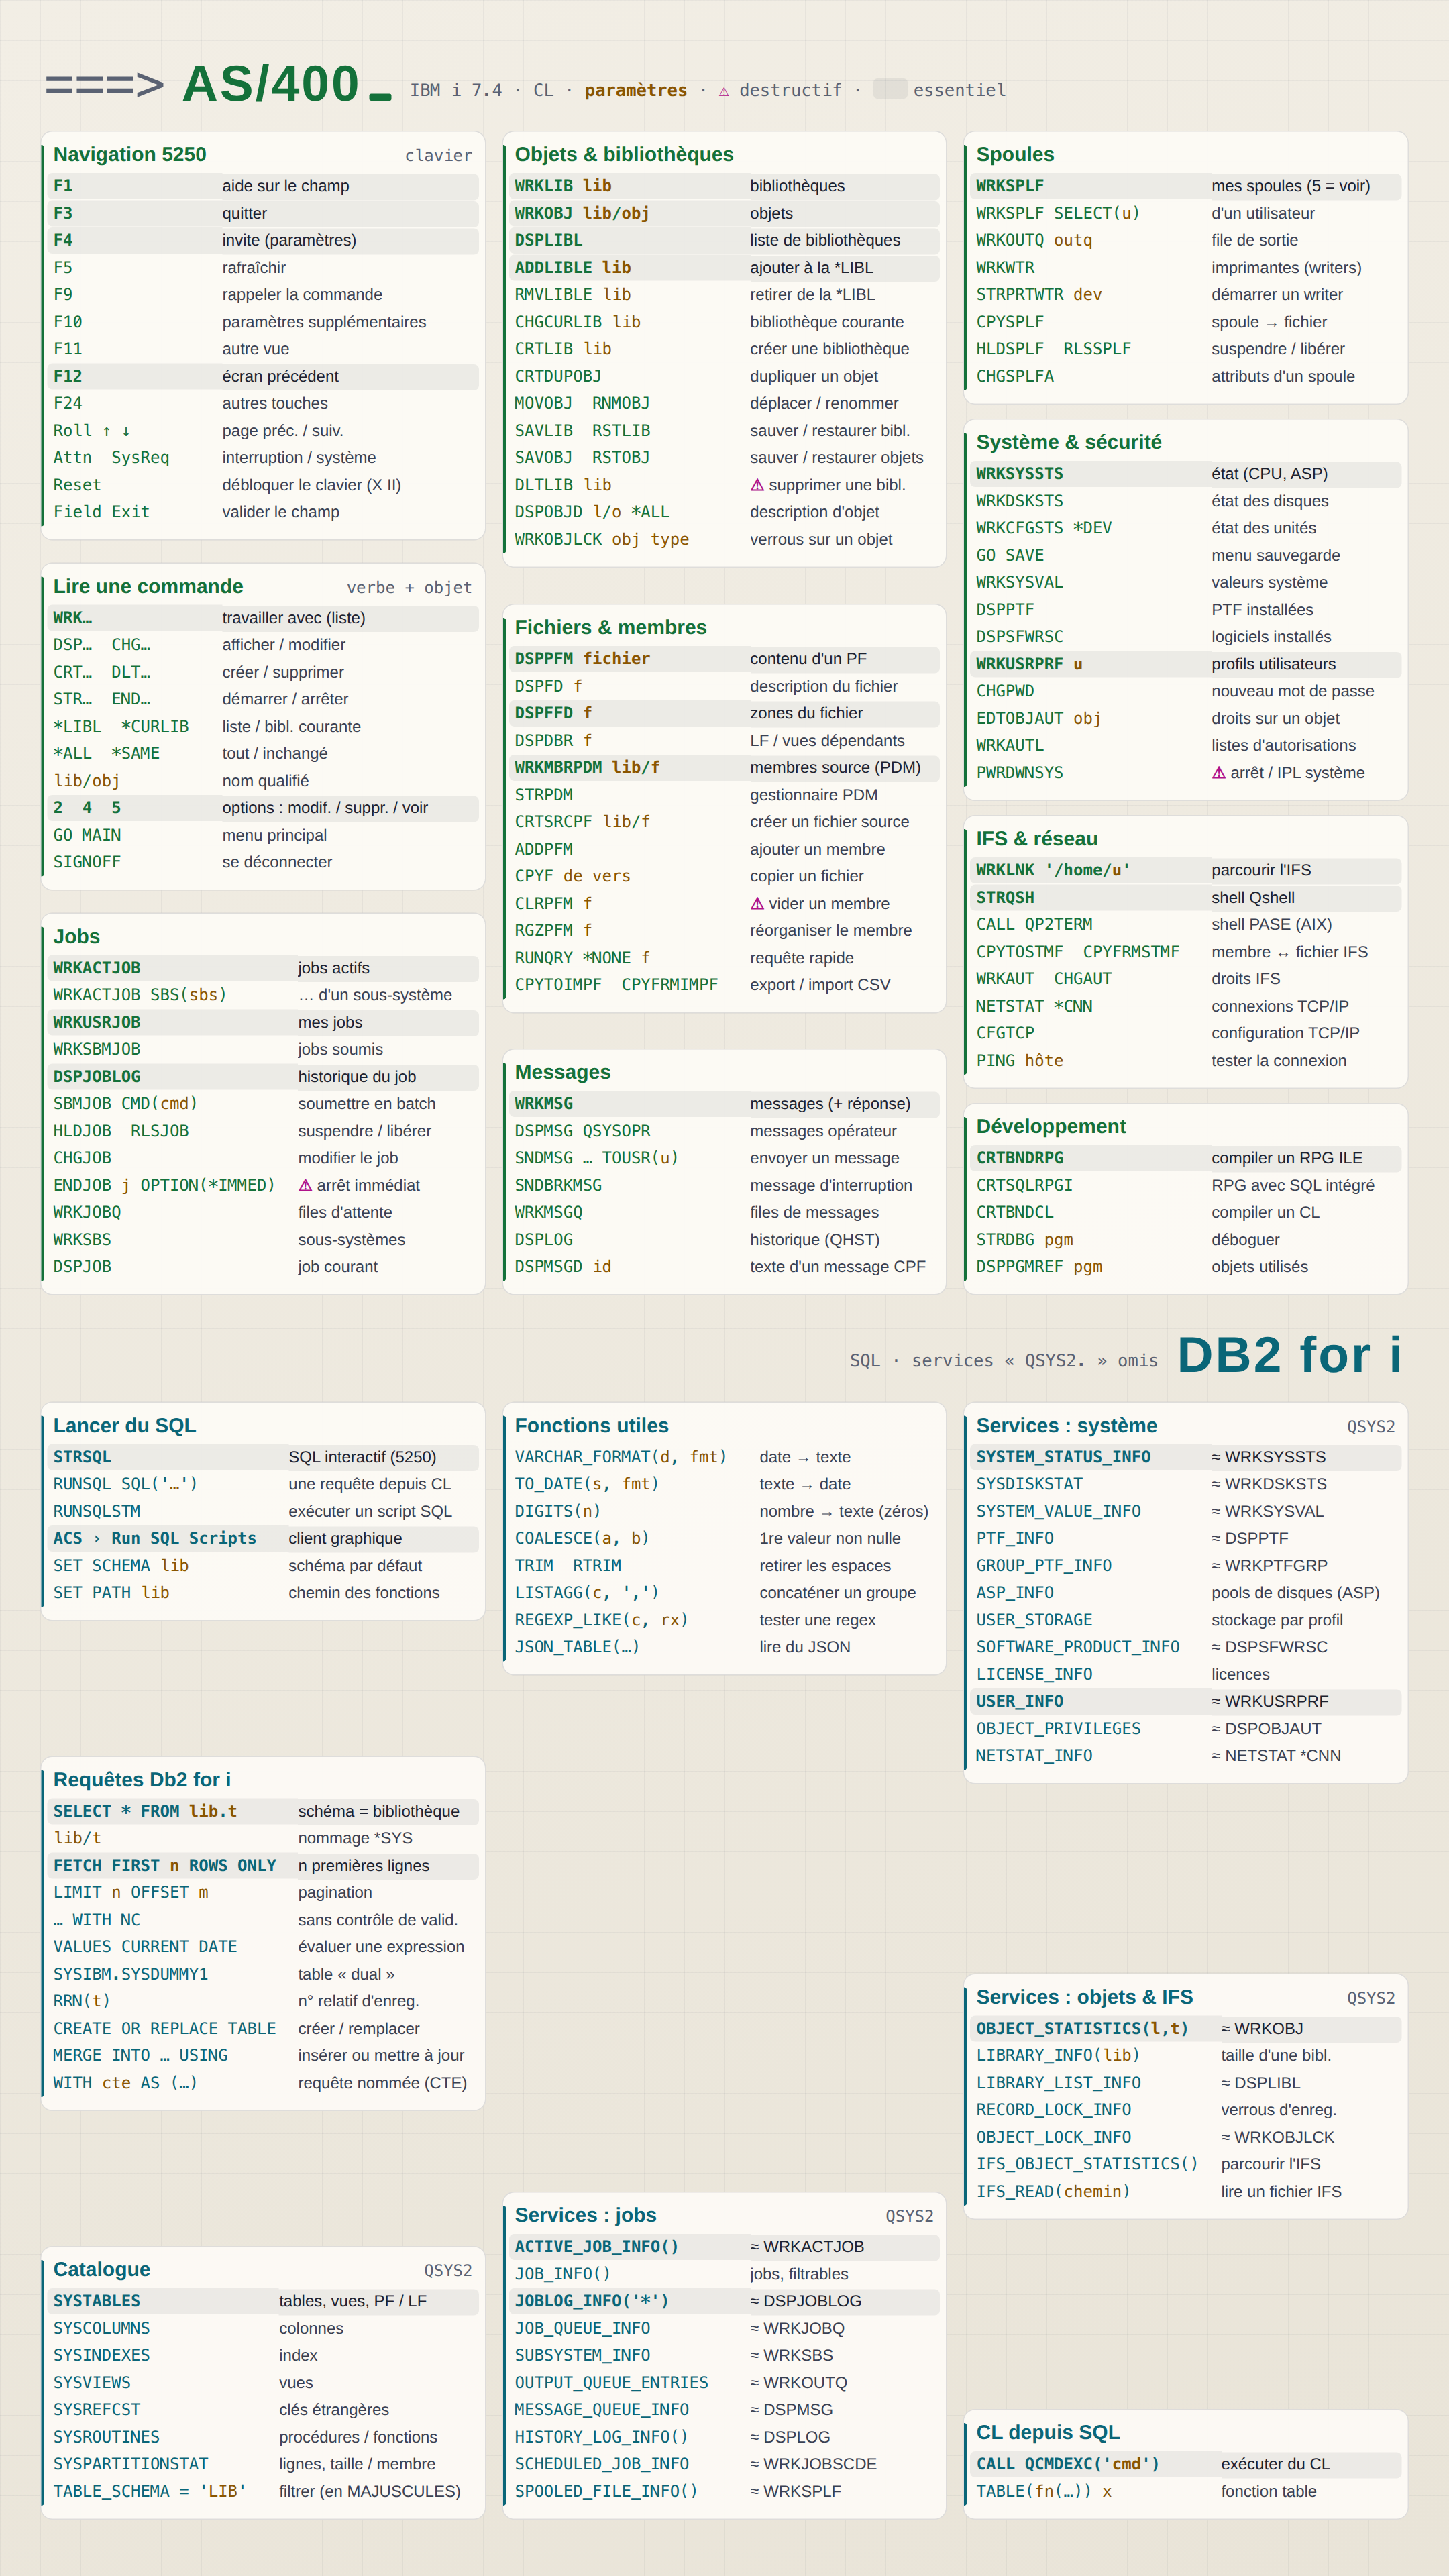 ===> AS/400_ IBM i 7.4 · CL · paramètres · ⚠ destructif · essentiel
Navigation 5250 clavier
F1 aide sur le champ
F3 quitter
F4 invite (paramètres)
F5 rafraîchir
F9 rappeler la commande
F10 paramètres supplémentaires
F11 autre vue
F12 écran précédent
F24 autres touches
Roll ↑ ↓ page préc. / suiv.
Attn SysReq interruption / système
Reset débloquer le clavier (X II)
Field Exit valider le champ
Lire une commande verbe + objet
WRK… travailler avec (liste)
DSP… CHG… afficher / modifier
CRT… DLT… créer / supprimer
STR… END… démarrer / arrêter
*LIBL *CURLIB liste / bibl. courante
*ALL *SAME tout / inchangé
lib/obj nom qualifié
2 4 5 options : modif. / suppr. / voir
GO MAIN menu principal
SIGNOFF se déconnecter
Jobs
WRKACTJOB jobs actifs
WRKACTJOB SBS(sbs) … d'un sous-système
WRKUSRJOB mes jobs
WRKSBMJOB jobs soumis
DSPJOBLOG historique du job
SBMJOB CMD(cmd) soumettre en batch
HLDJOB RLSJOB suspendre / libérer
CHGJOB modifier le job
ENDJOB j OPTION(*IMMED) ⚠ arrêt immédiat
WRKJOBQ files d'attente
WRKSBS sous-systèmes
DSPJOB job courant
Objets & bibliothèques
WRKLIB lib bibliothèques
WRKOBJ lib/obj objets
DSPLIBL liste de bibliothèques
ADDLIBLE lib ajouter à la *LIBL
RMVLIBLE lib retirer de la *LIBL
CHGCURLIB lib bibliothèque courante
CRTLIB lib créer une bibliothèque
CRTDUPOBJ dupliquer un objet
MOVOBJ RNMOBJ déplacer / renommer
SAVLIB RSTLIB sauver / restaurer bibl.
SAVOBJ RSTOBJ sauver / restaurer objets
DLTLIB lib ⚠ supprimer une bibl.
DSPOBJD l/o *ALL description d'objet
WRKOBJLCK obj type verrous sur un objet
Fichiers & membres
DSPPFM fichier contenu d'un PF
DSPFD f description du fichier
DSPFFD f zones du fichier
DSPDBR f LF / vues dépendants
WRKMBRPDM lib/f membres source (PDM)
STRPDM gestionnaire PDM
CRTSRCPF lib/f créer un fichier source
ADDPFM ajouter un membre
CPYF de vers copier un fichier
CLRPFM f ⚠ vider un membre
RGZPFM f réorganiser le membre
RUNQRY *NONE f requête rapide
CPYTOIMPF CPYFRMIMPF export / import CSV
Messages
WRKMSG messages (+ réponse)
DSPMSG QSYSOPR messages opérateur
SNDMSG … TOUSR(u) envoyer un message
SNDBRKMSG message d'interruption
WRKMSGQ files de messages
DSPLOG historique (QHST)
DSPMSGD id texte d'un message CPF
Spoules
WRKSPLF mes spoules (5 = voir)
WRKSPLF SELECT(u) d'un utilisateur
WRKOUTQ outq file de sortie
WRKWTR imprimantes (writers)
STRPRTWTR dev démarrer un writer
CPYSPLF spoule → fichier
HLDSPLF RLSSPLF suspendre / libérer
CHGSPLFA attributs d'un spoule
Système & sécurité
WRKSYSSTS état (CPU, ASP)
WRKDSKSTS état des disques
WRKCFGSTS *DEV état des unités
GO SAVE menu sauvegarde
WRKSYSVAL valeurs système
DSPPTF PTF installées
DSPSFWRSC logiciels installés
WRKUSRPRF u profils utilisateurs
CHGPWD nouveau mot de passe
EDTOBJAUT obj droits sur un objet
WRKAUTL listes d'autorisations
PWRDWNSYS ⚠ arrêt / IPL système
IFS & réseau
WRKLNK '/home/u' parcourir l'IFS
STRQSH shell Qshell
CALL QP2TERM shell PASE (AIX)
CPYTOSTMF CPYFRMSTMF membre ↔ fichier IFS
WRKAUT CHGAUT droits IFS
NETSTAT *CNN connexions TCP/IP
CFGTCP configuration TCP/IP
PING hôte tester la connexion
Développement
CRTBNDRPG compiler un RPG ILE
CRTSQLRPGI RPG avec SQL intégré
CRTBNDCL compiler un CL
STRDBG pgm déboguer
DSPPGMREF pgm objets utilisés
SQL · services « QSYS2. » omis DB2 for i
Lancer du SQL
STRSQL SQL interactif (5250)
RUNSQL SQL('…') une requête depuis CL
RUNSQLSTM exécuter un script SQL
ACS › Run SQL Scripts client graphique
SET SCHEMA lib schéma par défaut
SET PATH lib chemin des fonctions
Requêtes Db2 for i
SELECT * FROM lib.t schéma = bibliothèque
lib/t nommage *SYS
FETCH FIRST n ROWS ONLY n premières lignes
LIMIT n OFFSET m pagination
… WITH NC sans contrôle de valid.
VALUES CURRENT DATE évaluer une expression
SYSIBM.SYSDUMMY1 table « dual »
RRN(t) n° relatif d'enreg.
CREATE OR REPLACE TABLE créer / remplacer
MERGE INTO … USING insérer ou mettre à jour
WITH cte AS (…) requête nommée (CTE)
Catalogue QSYS2
SYSTABLES tables, vues, PF / LF
SYSCOLUMNS colonnes
SYSINDEXES index
SYSVIEWS vues
SYSREFCST clés étrangères
SYSROUTINES procédures / fonctions
SYSPARTITIONSTAT lignes, taille / membre
TABLE_SCHEMA = 'LIB' filtrer (en MAJUSCULES)
Fonctions utiles
VARCHAR_FORMAT(d, fmt) date → texte
TO_DATE(s, fmt) texte → date
DIGITS(n) nombre → texte (zéros)
COALESCE(a, b) 1re valeur non nulle
TRIM RTRIM retirer les espaces
LISTAGG(c, ',') concaténer un groupe
REGEXP_LIKE(c, rx) tester une regex
JSON_TABLE(…) lire du JSON
Services : jobs QSYS2
ACTIVE_JOB_INFO() ≈ WRKACTJOB
JOB_INFO() jobs, filtrables
JOBLOG_INFO('*') ≈ DSPJOBLOG
JOB_QUEUE_INFO ≈ WRKJOBQ
SUBSYSTEM_INFO ≈ WRKSBS
OUTPUT_QUEUE_ENTRIES ≈ WRKOUTQ
MESSAGE_QUEUE_INFO ≈ DSPMSG
HISTORY_LOG_INFO() ≈ DSPLOG
SCHEDULED_JOB_INFO ≈ WRKJOBSCDE
SPOOLED_FILE_INFO() ≈ WRKSPLF
Services : système QSYS2
SYSTEM_STATUS_INFO ≈ WRKSYSSTS
SYSDISKSTAT ≈ WRKDSKSTS
SYSTEM_VALUE_INFO ≈ WRKSYSVAL
PTF_INFO ≈ DSPPTF
GROUP_PTF_INFO ≈ WRKPTFGRP
ASP_INFO pools de disques (ASP)
USER_STORAGE stockage par profil
SOFTWARE_PRODUCT_INFO ≈ DSPSFWRSC
LICENSE_INFO licences
USER_INFO ≈ WRKUSRPRF
OBJECT_PRIVILEGES ≈ DSPOBJAUT
NETSTAT_INFO ≈ NETSTAT *CNN
Services : objets & IFS QSYS2
OBJECT_STATISTICS(l,t) ≈ WRKOBJ
LIBRARY_INFO(lib) taille d'une bibl.
LIBRARY_LIST_INFO ≈ DSPLIBL
RECORD_LOCK_INFO verrous d'enreg.
OBJECT_LOCK_INFO ≈ WRKOBJLCK
IFS_OBJECT_STATISTICS() parcourir l'IFS
IFS_READ(chemin) lire un fichier IFS
CL depuis SQL
CALL QCMDEXC('cmd') exécuter du CL
TABLE(fn(…)) x fonction table